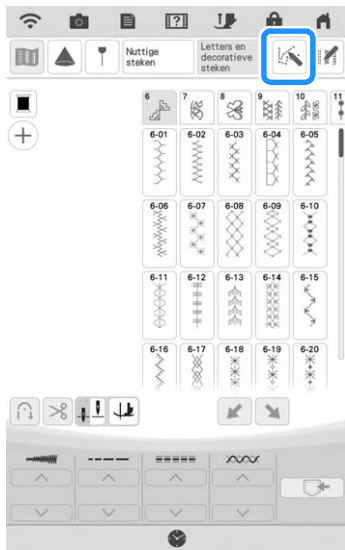 ?
Nuttige
steken
Letters en
decoratieve
steken
6 7 8 9 10 11
6-01 6-02 6-03 6-04 6-05
6-06 6-07 6-08 6-09 6-10
6-11 6-12 6-13 6-14 6-15
6-16 6-17 6-18 6-19 6-20